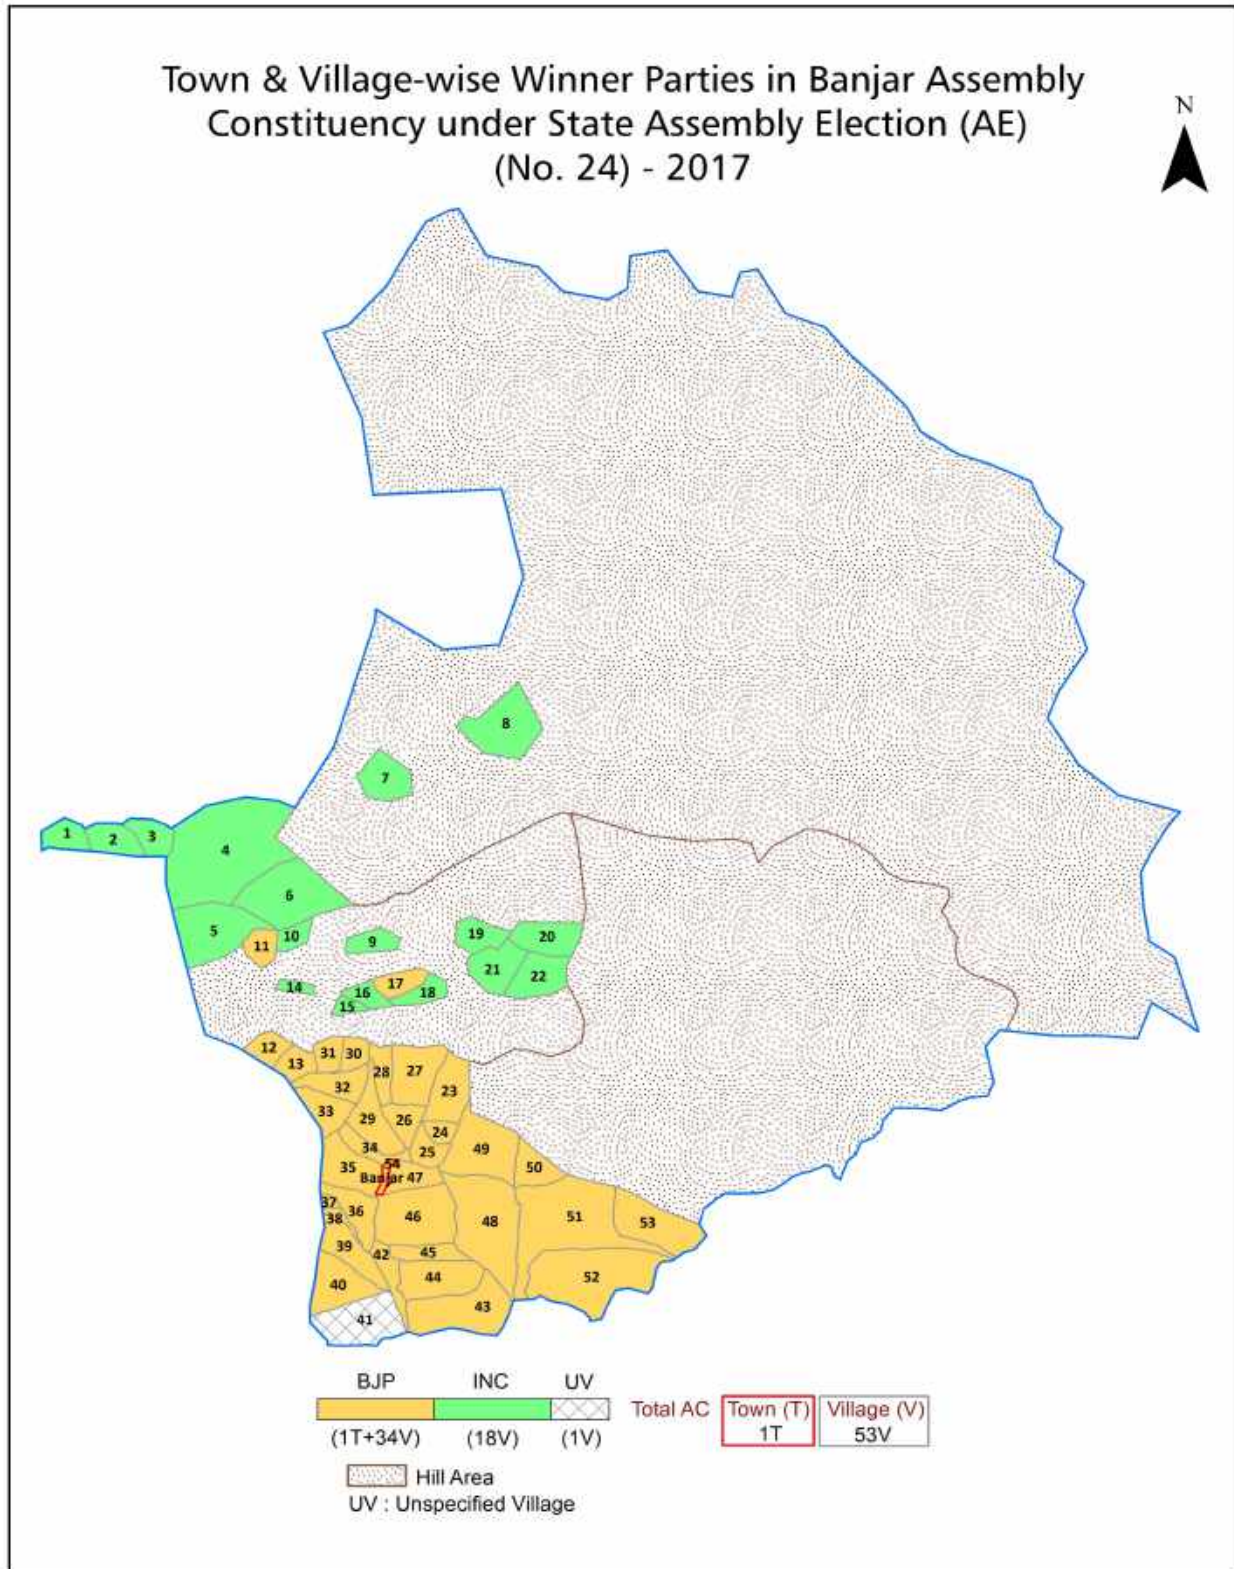 Town & Village-wise Winner Parties in Banjar Assembly
Constituency under State Assembly Election (AE)
(No. 24) - 2017
N
8
7
1 2 3
4
6
5 11 10 9 19 20
21 22
14 16 17 18
15
12 13 31 30 28 27
32 23
33 29 26
24
34 25 49
35 54 50
Banjar 47
37 36
38 46 48 51 53
39 42 45
40 44 52
43
41
BJP INC UV
Total AC Town (T) Village (V)
1T 53V
(1T+34V) (18V) (1V)
Hill Area
UV : Unspecified Village